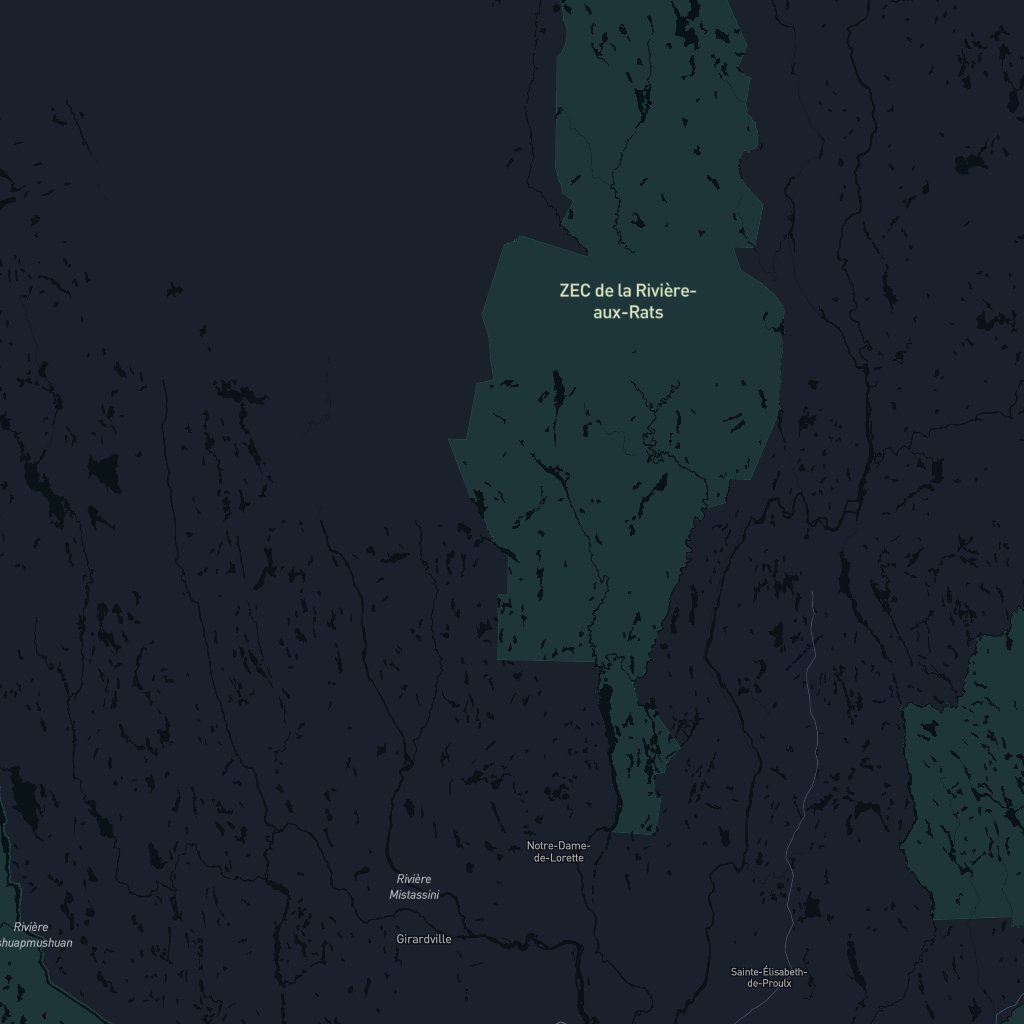 ZEC de la Rivière-
aux-Rats
Notre-Dame-
de-Lorette
Rivière
Mistassini
Rivière
shuapmushuan
Girardville
Sainte-Élisabeth-
de-Proulx